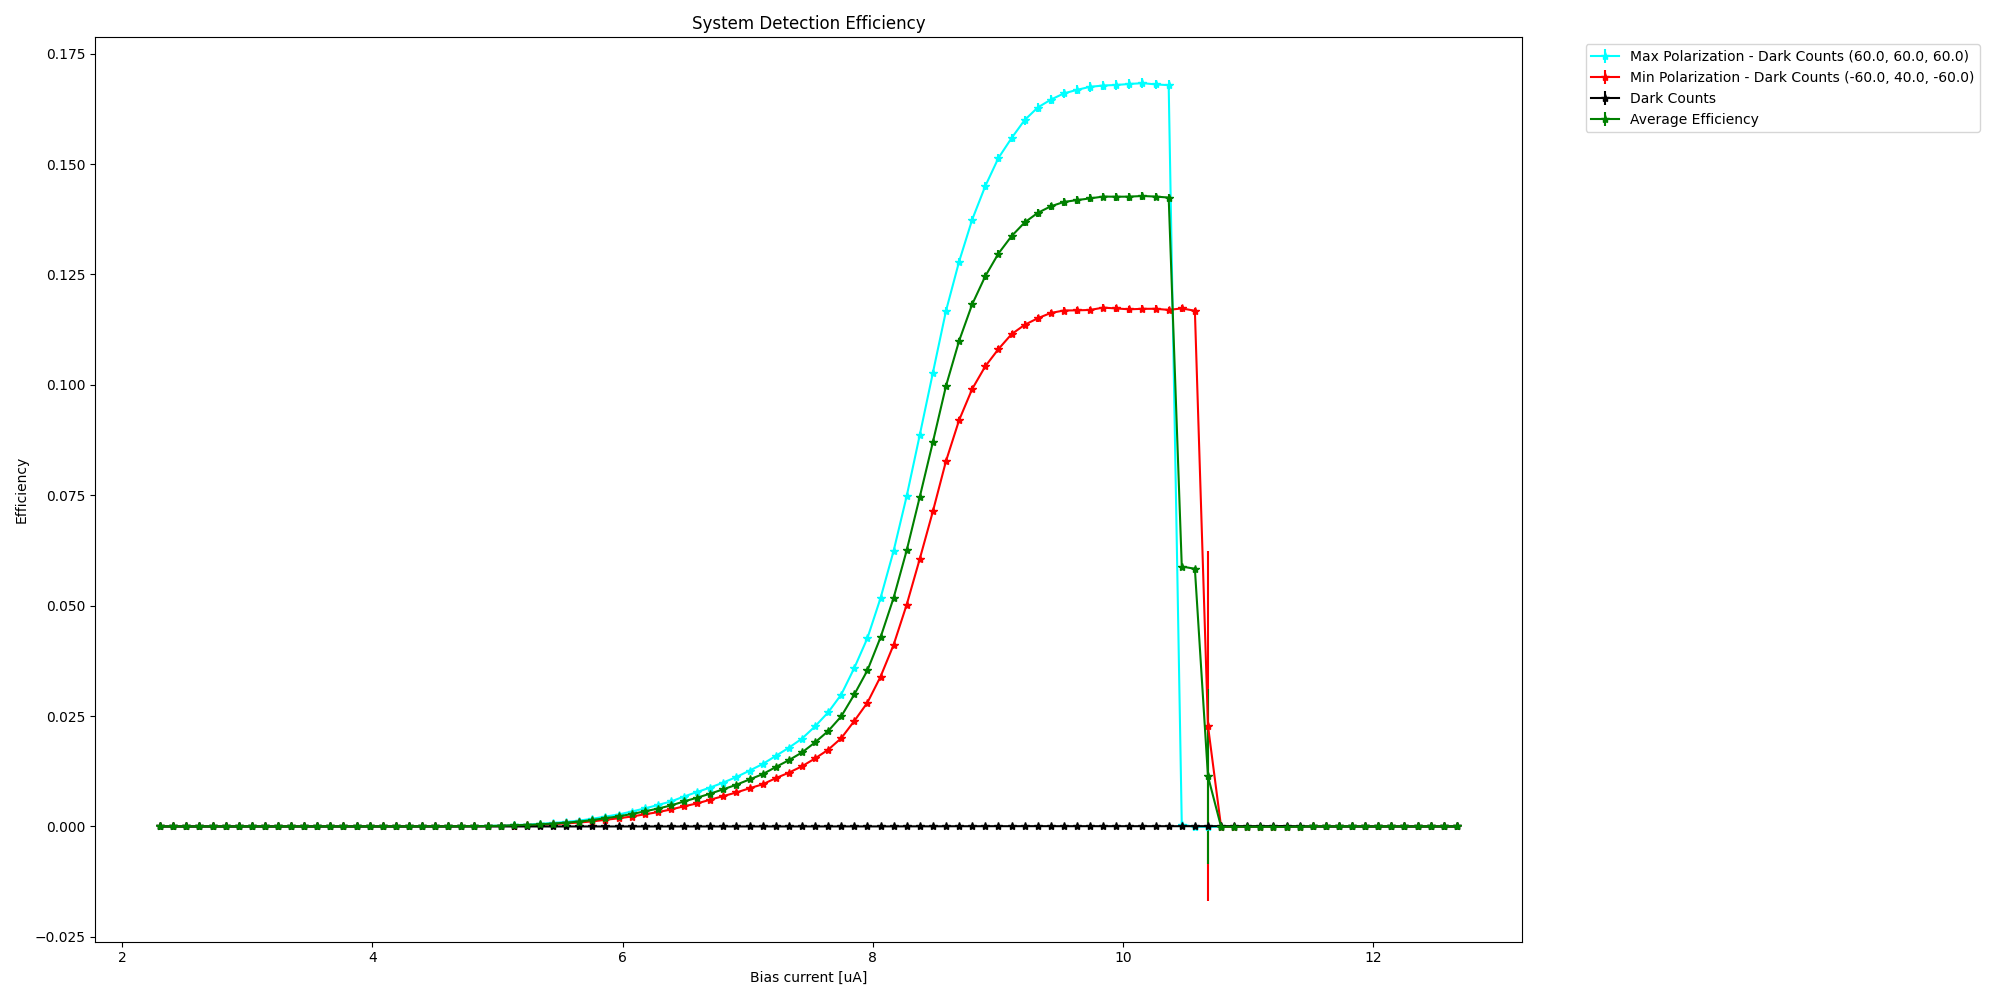 System Detection Efficiency
Max Polarization - Dark Counts (60.0, 60.0, 60.0)
Min Polarization - Dark Counts (-60.0, 40.0, -60.0)
Dark Counts
Average Efficiency
0.175
0.150
0.125
0.100
0.075
0.050
0.025
0.000
−0.025
Efficiency
2 4 6 8 10 12
Bias current [uA]